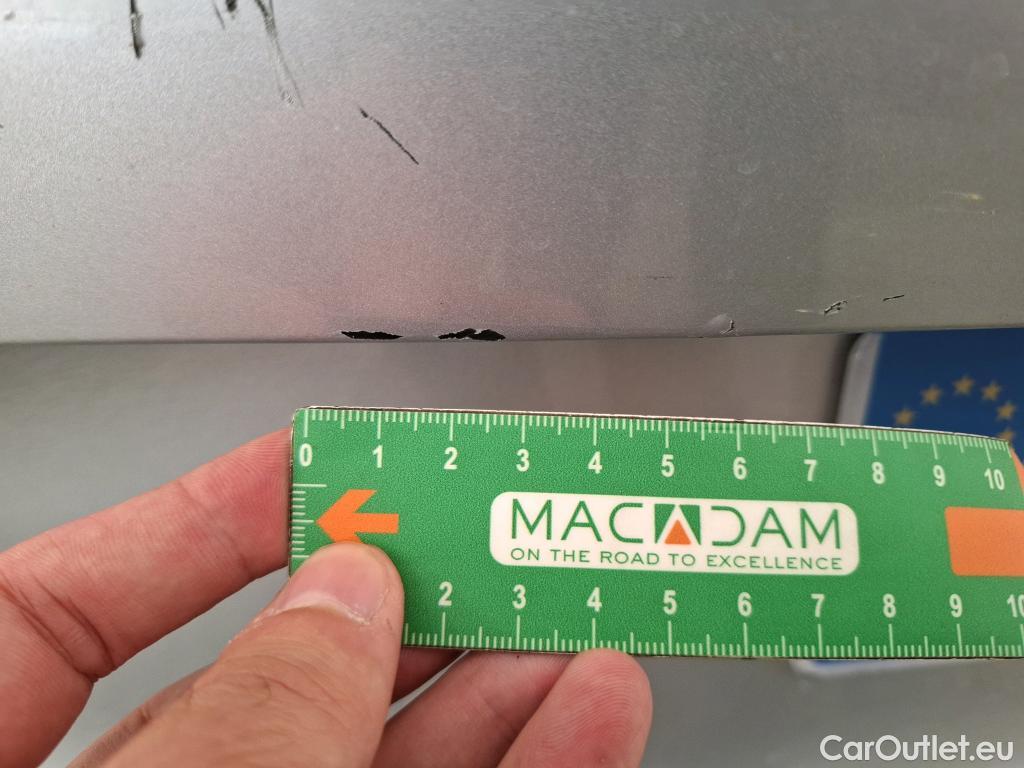 0 1 2 3 4 5 6 7 8 9 10
MACADAM
ON THE ROAD TO EXCELLENCE
2 3 4 5 6 7 8 9 10
CarOutlet.eu